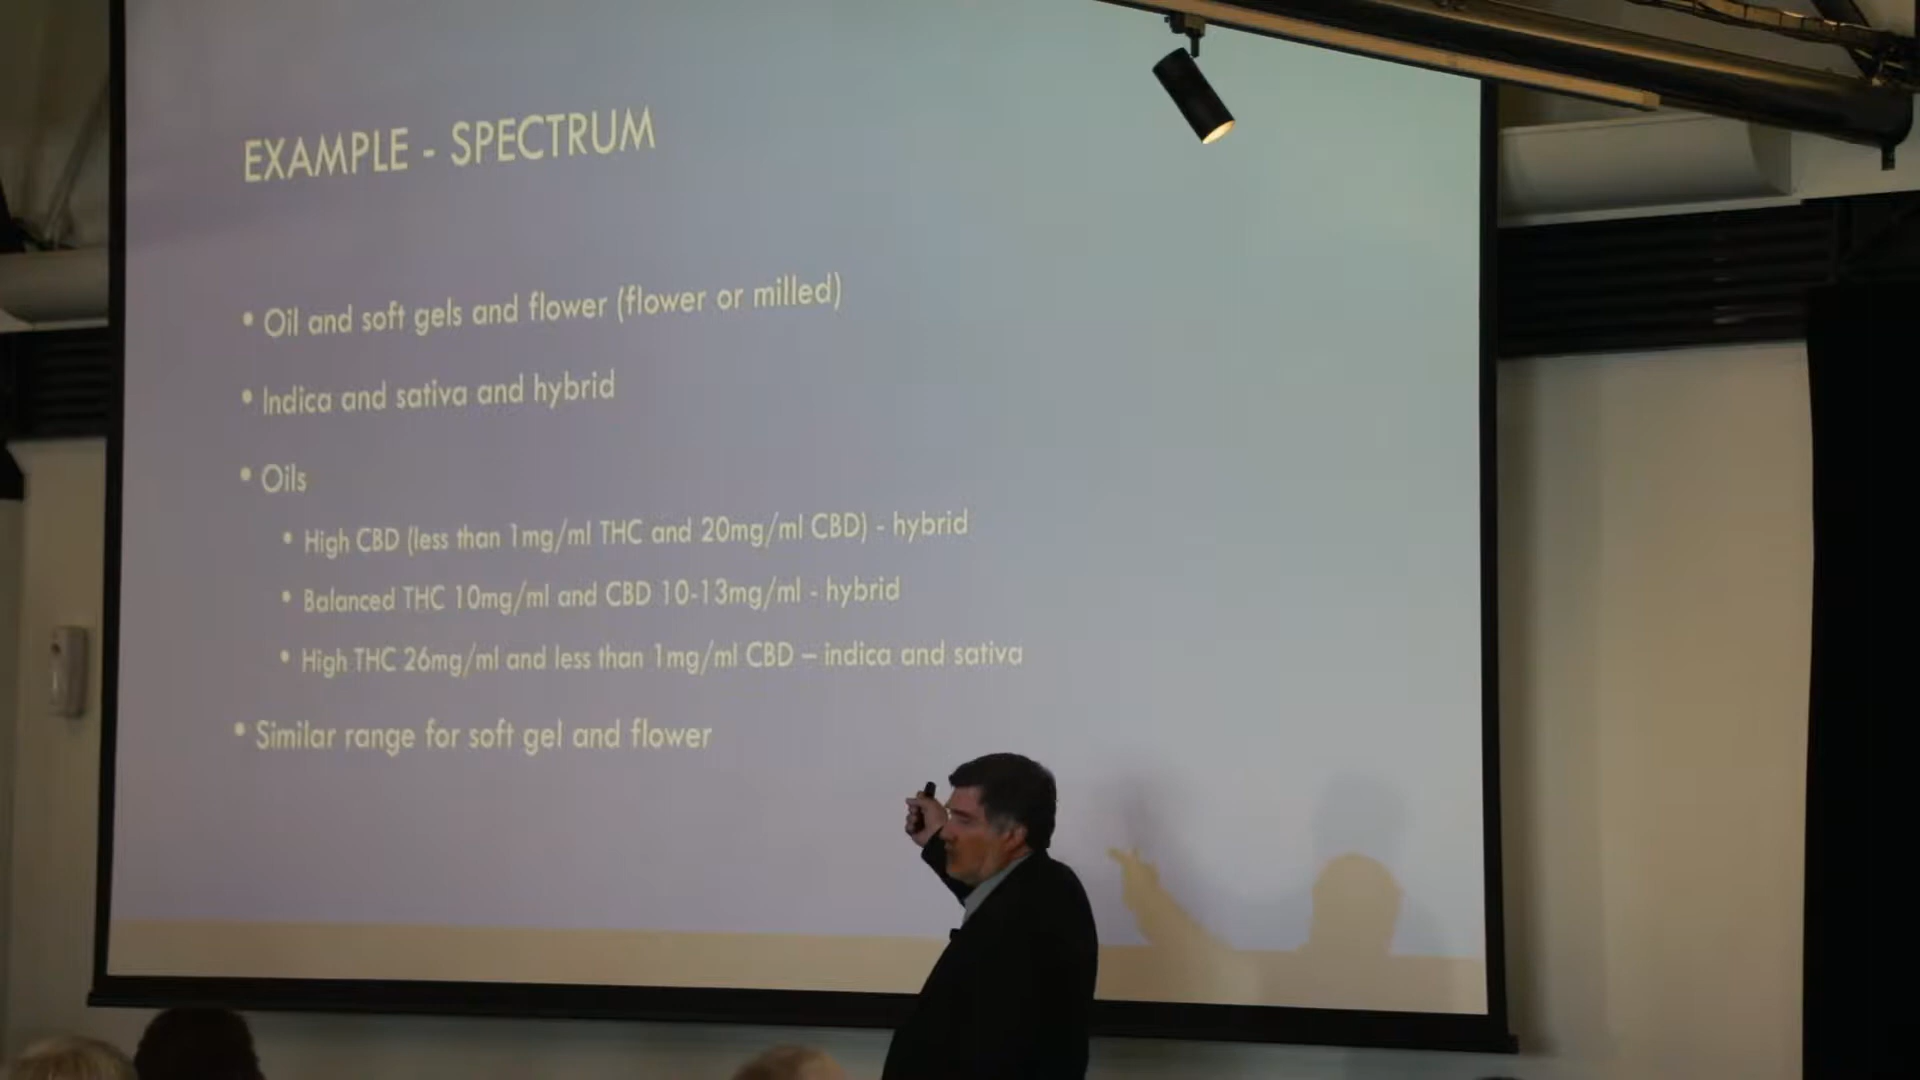 EXAMPLE - SPECTRUM
• Oil and soft gels and flower (flower or milled)
• Indica and sativa and hybrid
• Oils
• High CBD (less than 1mg/ml THC and 20mg/ml CBD) - hybrid
• Balanced THC 10mg/ml and CBD 10-13mg/ml - hybrid
• High THC 26mg/ml and less than 1mg/ml CBD – indica and sativa
• Similar range for soft gel and flower